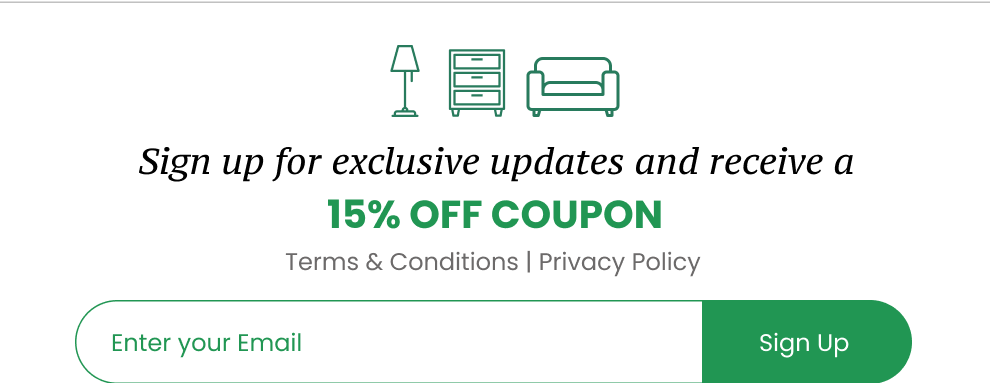 Sign up for exclusive updates and receive a
15% OFF COUPON
Terms & Conditions | Privacy Policy
Enter your Email
Sign Up